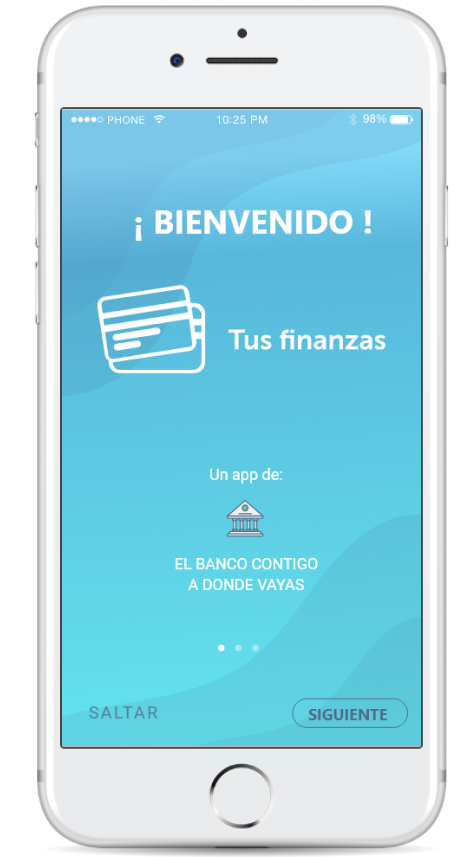 PHONE 10:25 PM 98%
¡ BIENVENIDO !
Tus finanzas
Un app de:
EL BANCO CONTIGO
A DONDE VAYAS
SALTAR SIGUIENTE